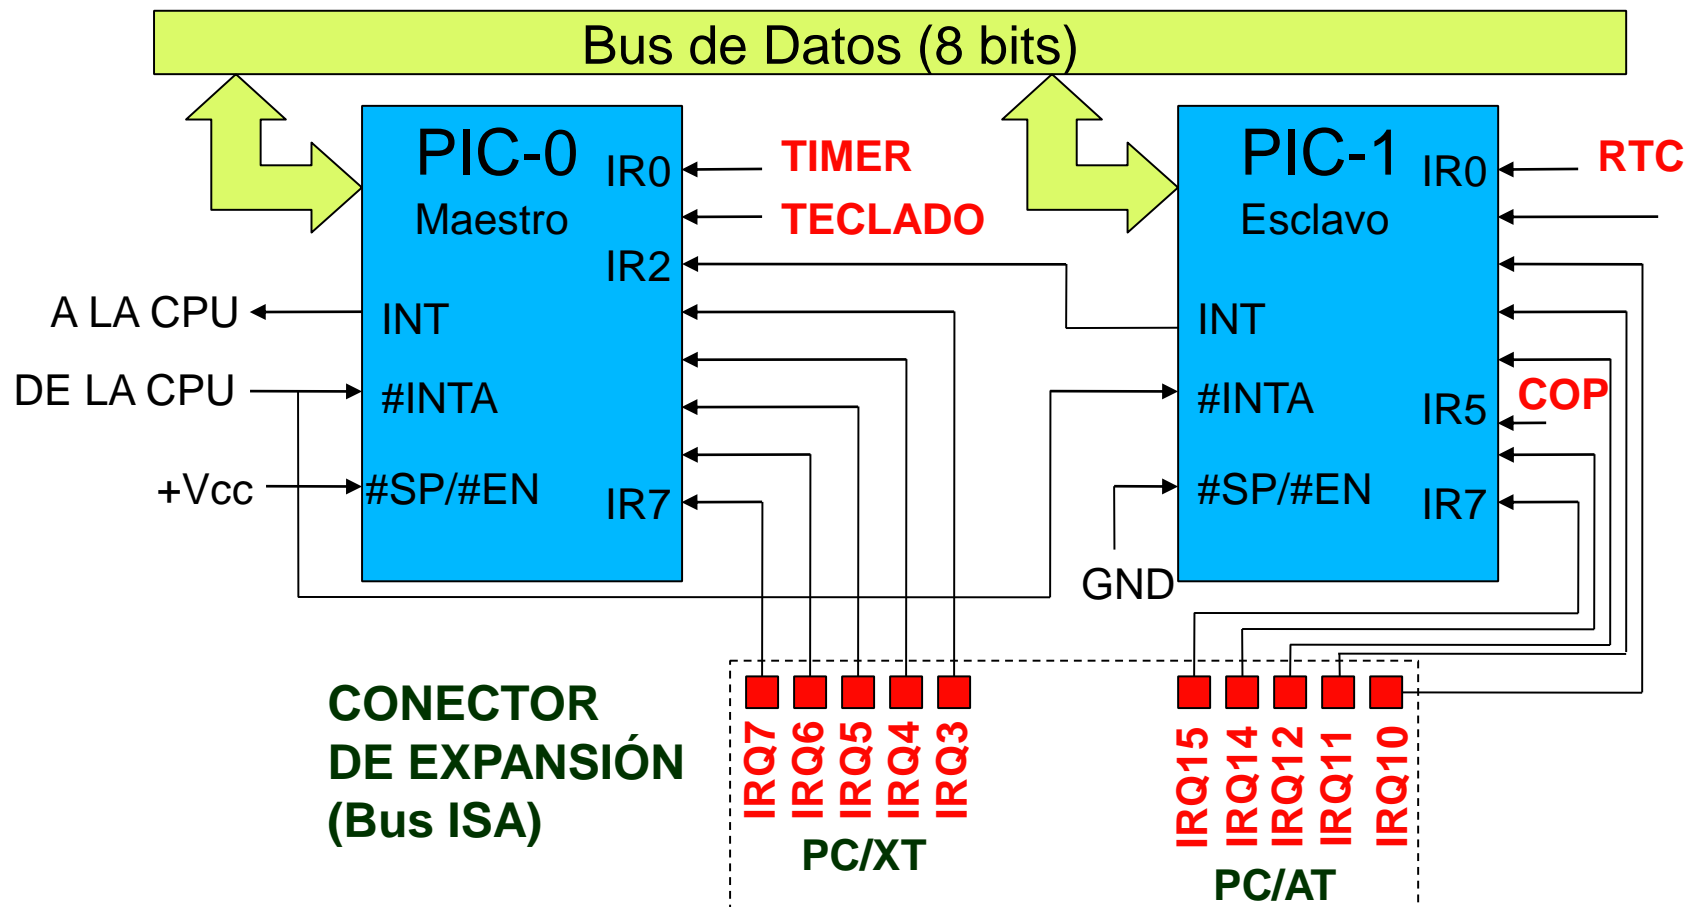 Bus de Datos (8 bits)
PIC-0
Maestro
IR0
IR2
INT
#INTA
#SP/#EN
IR7
TIMER
TECLADO
A LA CPU
DE LA CPU
+Vcc
PIC-1
Esclavo
IR0
INT
#INTA
IR5
#SP/#EN
IR7
RTC
COP
GND
CONECTOR
DE EXPANSIÓN
(Bus ISA)
IRQ7
IRQ6
IRQ5
IRQ4
IRQ3
PC/XT
IRQ15
IRQ14
IRQ12
IRQ11
IRQ10
PC/AT